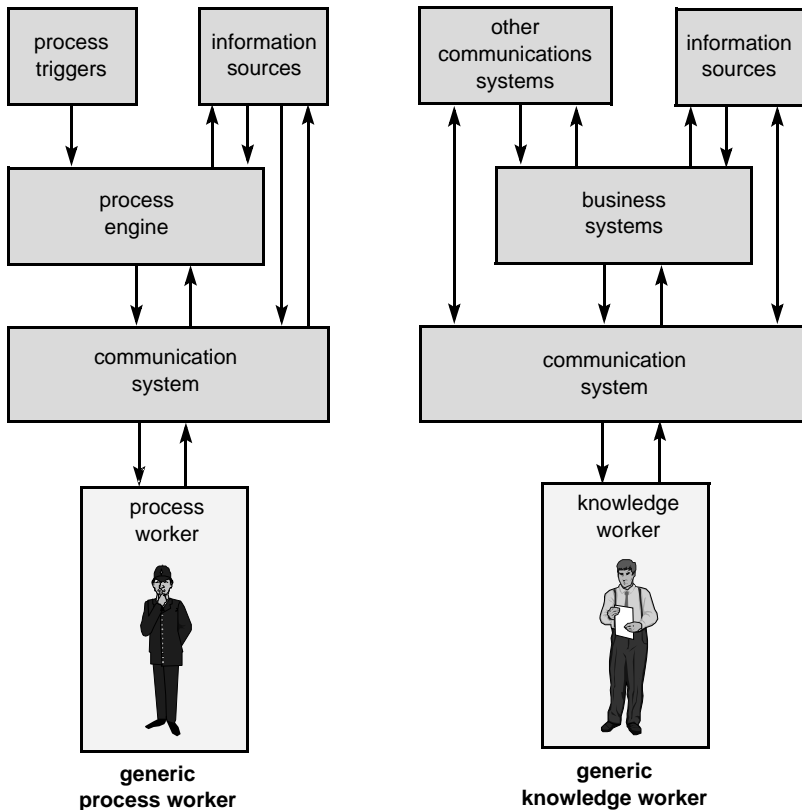 process
triggers
information
sources
process
engine
communication
system
process
worker
generic
process worker
other
communications
systems
information
sources
business
systems
communication
system
knowledge
worker
generic
knowledge worker